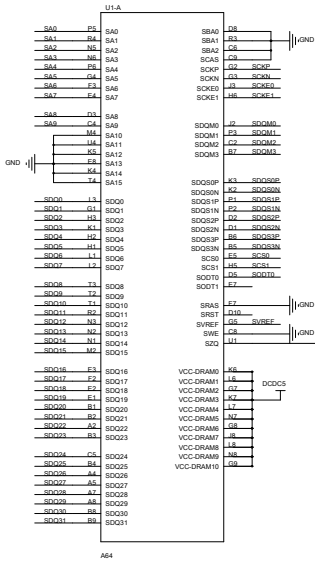 U1-A
SA0 P5 SA0 SBA0 D8
SA1 R4 SA1 SBA1 R3 GND
SA2 N5 SA2 SBA2 C6
SA3 N6 SA3 SCAS C9
SA4 P6 SA4 SCKP G2 SCKP
SA5 G4 SA5 SCKN G3 SCKN
SA6 F3 SA6 SCKE0 J3 SCKE0
SA7 F4 SA7 SCKE1 H6 SCKE1
SA8 D3 SA8
SA9 C4 SA9 SDQM0 J2 SDQM0
M4 SA10 SDQM1 P3 SDQM1
U4 SA11 SDQM2 C2 SDQM2
K5 SA12 SDQM3 B7 SDQM3
GND F8 SA13
K4 SA14
T4 SA15 SDQS0P K3 SDQS0P
SDQS0N K2 SDQS0N
SDQ0 L3 SDQ0 SDQS1P P1 SDQS1P
SDQ1 G1 SDQ1 SDQS1N P2 SDQS1N
SDQ2 H3 SDQ2 SDQS2P D2 SDQS2P
SDQ3 K1 SDQ3 SDQS2N D1 SDQS2N
SDQ4 H2 SDQ4 SDQS3P B6 SDQS3P
SDQ5 H1 SDQ5 SDQS3N B5 SDQS3N
SDQ6 L1 SDQ6 SCS0 E5 SCS0
SDQ7 L2 SDQ7 SCS1 H5 SCS1
SODT0 D5 SODT0
SDQ8 T3 SDQ8 SODT1 E7
SDQ9 T2 SDQ9
SDQ10 T1 SDQ10 SRAS F7 GND
SDQ11 R2 SDQ11 SRST D10
SDQ12 N3 SDQ12 SVREF G5 SVREF
SDQ13 N2 SDQ13 SWE C8 GND
SDQ14 N1 SDQ14 SZQ U1
SDQ15 M2 SDQ15
SDQ16 E3 SDQ16 VCC-DRAM0 K6
SDQ17 F2 SDQ17 VCC-DRAM1 L6 DCDC5
SDQ18 E2 SDQ18 VCC-DRAM2 G7
SDQ19 E1 SDQ19 VCC-DRAM3 K7
SDQ20 B1 SDQ20 VCC-DRAM4 L7
SDQ21 B2 SDQ21 VCC-DRAM5 N7
SDQ22 A2 SDQ22 VCC-DRAM6 G8
SDQ23 B3 SDQ23 VCC-DRAM7 J8
VCC-DRAM8 L8
SDQ24 C5 SDQ24 VCC-DRAM9 N8
SDQ25 B4 SDQ25 VCC-DRAM10 G9
SDQ26 A4 SDQ26
SDQ27 A5 SDQ27
SDQ28 A7 SDQ28
SDQ29 A8 SDQ29
SDQ30 B8 SDQ30
SDQ31 B9 SDQ31
A64